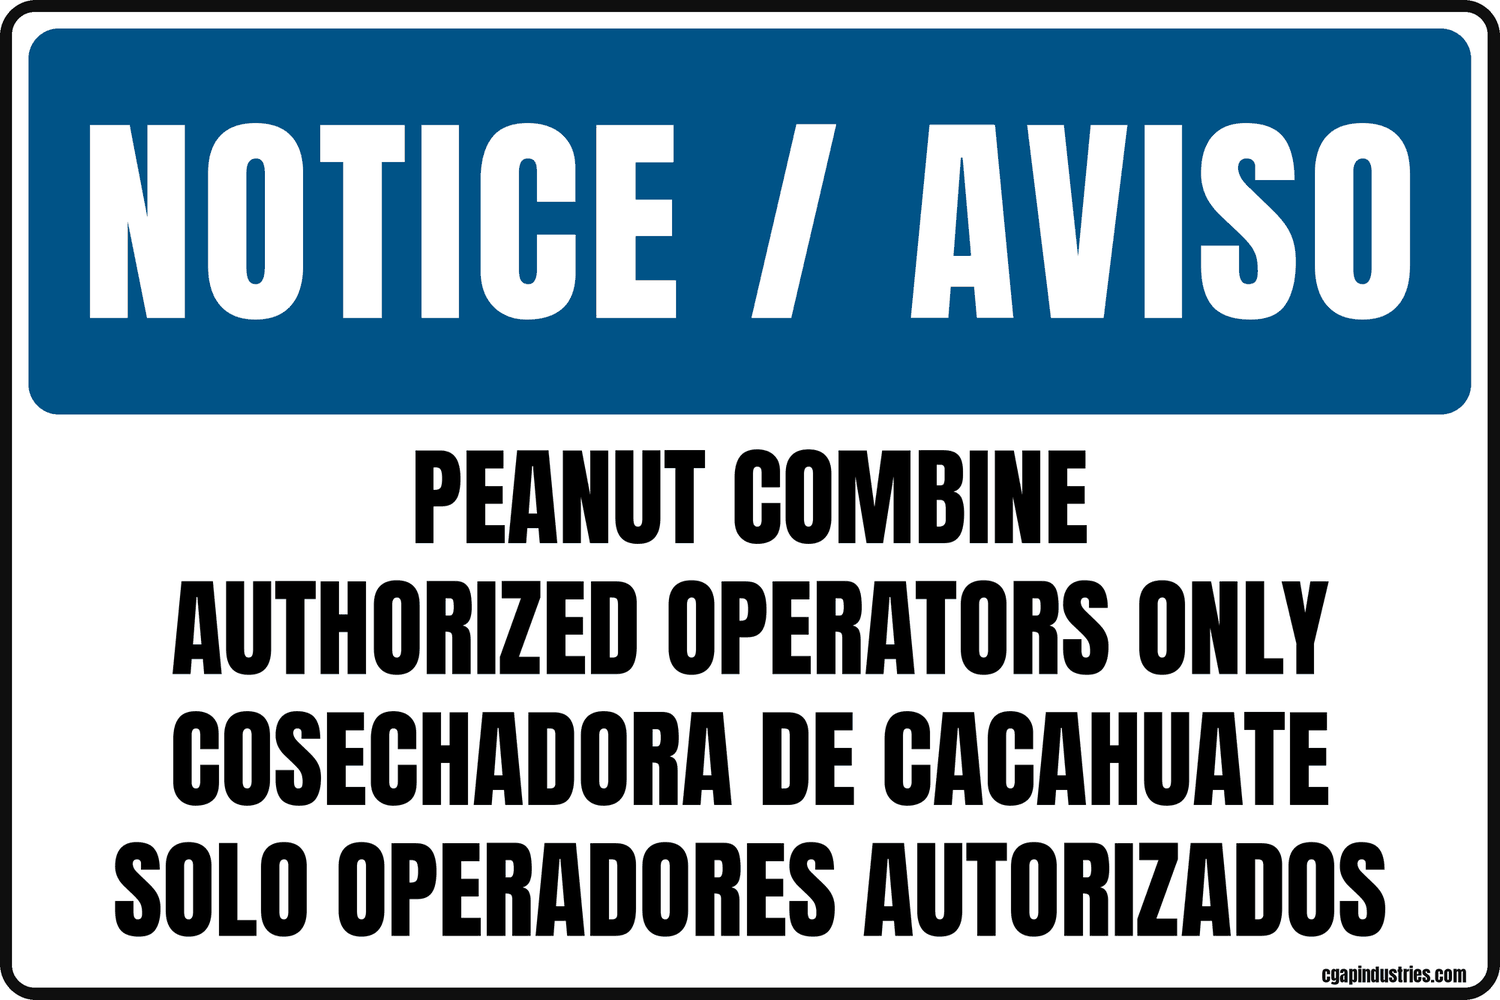 NOTICE / AVISO
PEANUT COMBINE
AUTHORIZED OPERATORS ONLY
COSECHADORA DE CACAHUATE
SOLO OPERADORES AUTORIZADOS
cgapindustries.com